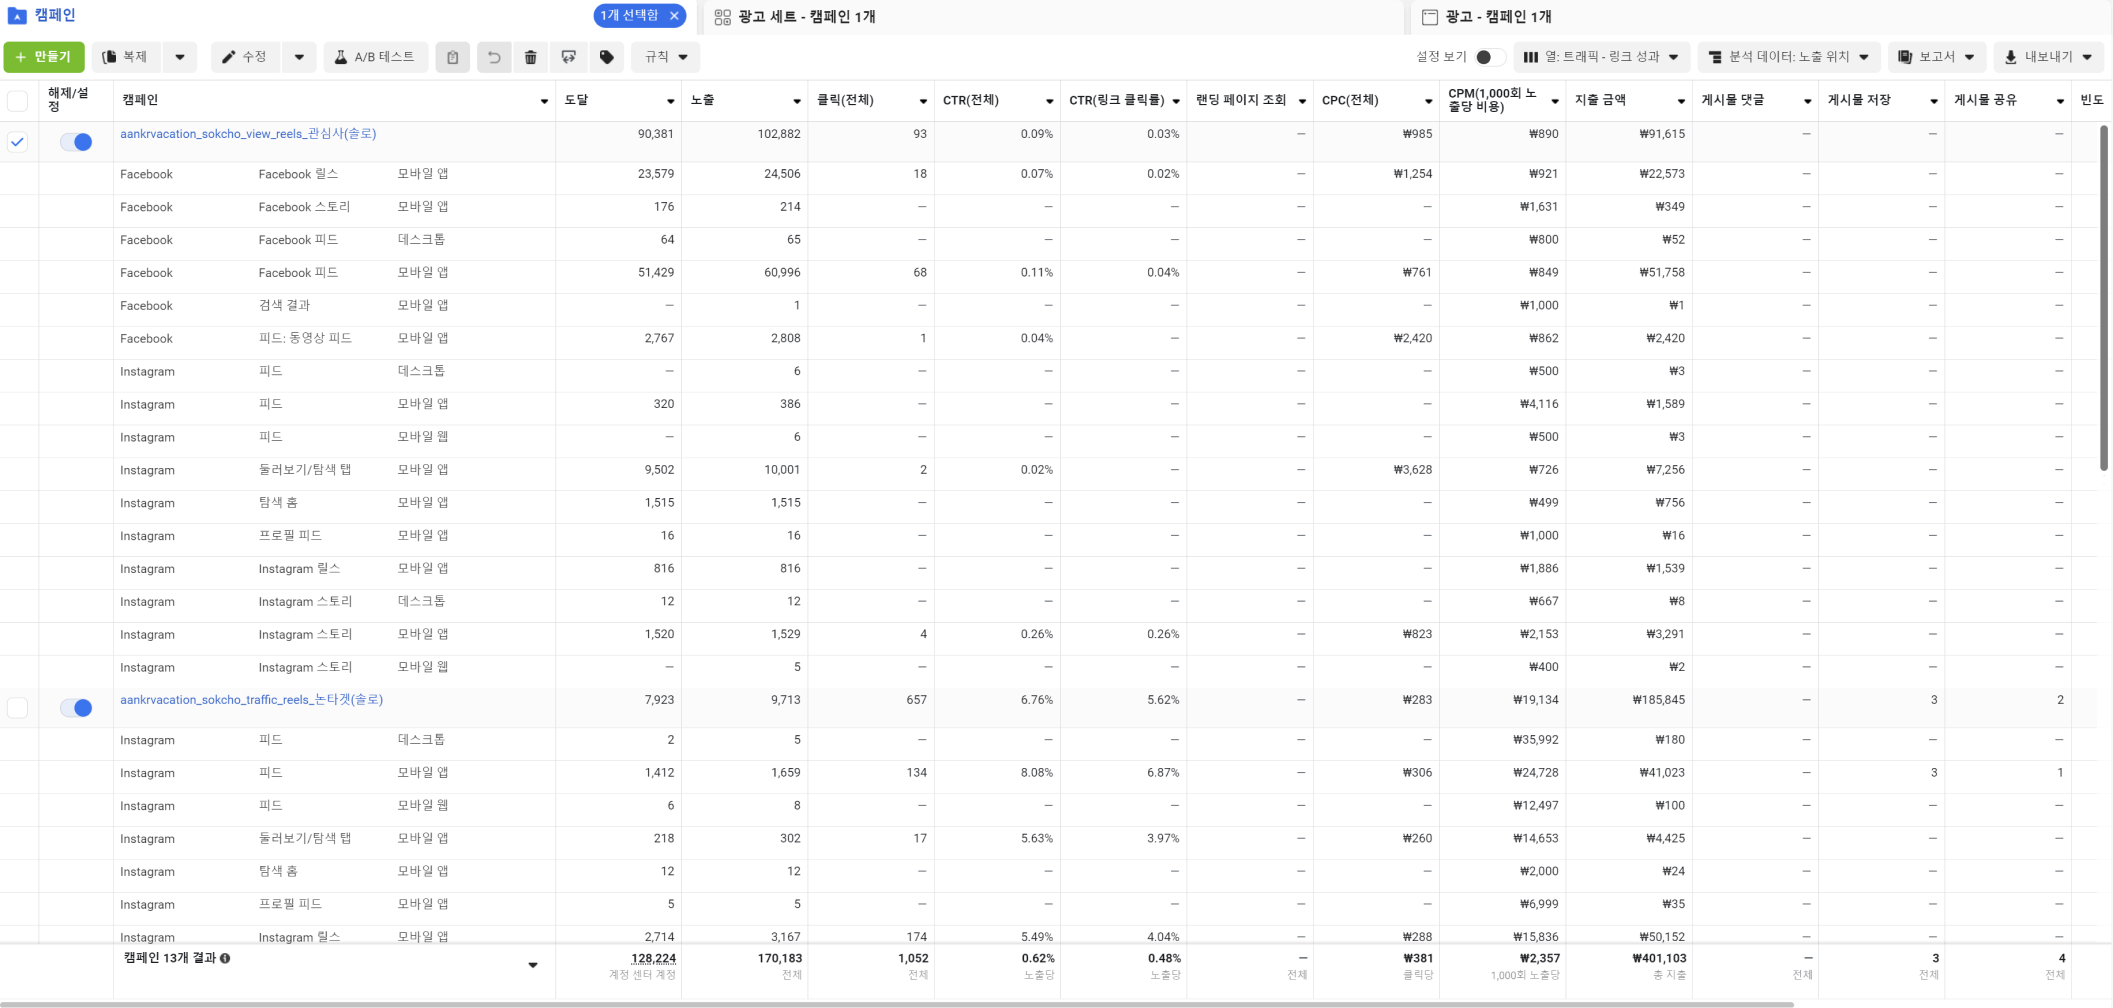 캠페인 1개 선택함 광고 세트 - 캠페인 1개 광고 - 캠페인 1개
+ 만들기 복제 수정 A/B 테스트 규칙 설정 보기 열: 트래픽 - 링크 성과 분석 데이터: 노출 위치 보고서 내보내기
해제/설정 캠페인 도달 노출 클릭(전체) CTR(전체) CTR(링크 클릭률) 랜딩 페이지 조회 CPC(전체) CPM(1,000회 노출당 비용) 지출 금액 게시물 댓글 게시물 저장 게시물 공유 빈도
aankrvacation_sokcho_view_reels_관심사(솔로) 90,381 102,882 93 0.09% 0.03% — ₩985 ₩890 ₩91,615 — — —
Facebook Facebook 릴스 모바일 앱 23,579 24,506 18 0.07% 0.02% — ₩1,254 ₩921 ₩22,573 — — —
Facebook Facebook 스토리 모바일 앱 176 214 — — — — — ₩1,631 ₩349 — — —
Facebook Facebook 피드 데스크톱 64 65 — — — — — ₩800 ₩52 — — —
Facebook Facebook 피드 모바일 앱 51,429 60,996 68 0.11% 0.04% — ₩761 ₩849 ₩51,758 — — —
Facebook 검색 결과 모바일 앱 — 1 — — — — — ₩1,000 ₩1 — — —
Facebook 피드: 동영상 피드 모바일 앱 2,767 2,808 1 0.04% — — ₩2,420 ₩862 ₩2,420 — — —
Instagram 피드 데스크톱 — 6 — — — — — ₩500 ₩3 — — —
Instagram 피드 모바일 앱 320 386 — — — — — ₩4,116 ₩1,589 — — —
Instagram 피드 모바일 웹 — 6 — — — — — ₩500 ₩3 — — —
Instagram 둘러보기/탐색 탭 모바일 앱 9,502 10,001 2 0.02% — — ₩3,628 ₩726 ₩7,256 — — —
Instagram 탐색 홈 모바일 앱 1,515 1,515 — — — — — ₩499 ₩756 — — —
Instagram 프로필 피드 모바일 앱 16 16 — — — — — ₩1,000 ₩16 — — —
Instagram Instagram 릴스 모바일 앱 816 816 — — — — — ₩1,886 ₩1,539 — — —
Instagram Instagram 스토리 데스크톱 12 12 — — — — — ₩667 ₩8 — — —
Instagram Instagram 스토리 모바일 앱 1,520 1,529 4 0.26% 0.26% — ₩823 ₩2,153 ₩3,291 — — —
Instagram Instagram 스토리 모바일 웹 — 5 — — — — — ₩400 ₩2 — — —
aankrvacation_sokcho_traffic_reels_논타겟(솔로) 7,923 9,713 657 6.76% 5.62% — ₩283 ₩19,134 ₩185,845 — 3 2
Instagram 피드 데스크톱 2 5 — — — — — ₩35,992 ₩180 — — —
Instagram 피드 모바일 앱 1,412 1,659 134 8.08% 6.87% — ₩306 ₩24,728 ₩41,023 — 3 1
Instagram 피드 모바일 웹 6 8 — — — — — ₩12,497 ₩100 — — —
Instagram 둘러보기/탐색 탭 모바일 앱 218 302 17 5.63% 3.97% — ₩260 ₩14,653 ₩4,425 — — —
Instagram 탐색 홈 모바일 앱 12 12 — — — — — ₩2,000 ₩24 — — —
Instagram 프로필 피드 모바일 앱 5 5 — — — — — ₩6,999 ₩35 — — —
Instagram Instagram 릴스 모바일 앱 2,714 3,167 174 5.49% 4.04% — ₩288 ₩15,836 ₩50,152 — — —
캠페인 13개 결과 128,224 170,183 1,052 0.62% 0.48% — ₩381 ₩2,357 ₩401,103 — 3 4
계정 센터 계정 전체 전체 노출당 노출당 전체 클릭당 1,000회 노출당 총 지출 전체 전체 전체